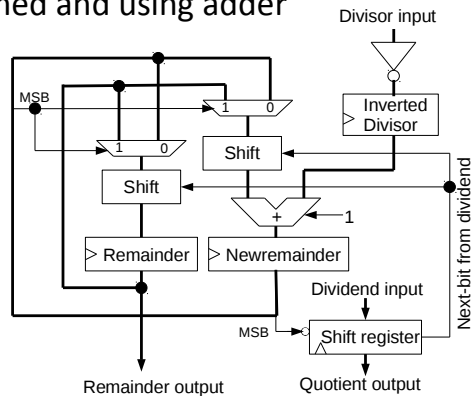 ned and using adder
Divisor input
MSB
1 0
1 0
Inverted
Divisor
Shift
Shift
+
1
Remainder
Newremainder
Next-bit from dividend
Dividend input
MSB
Shift register
Remainder output
Quotient output